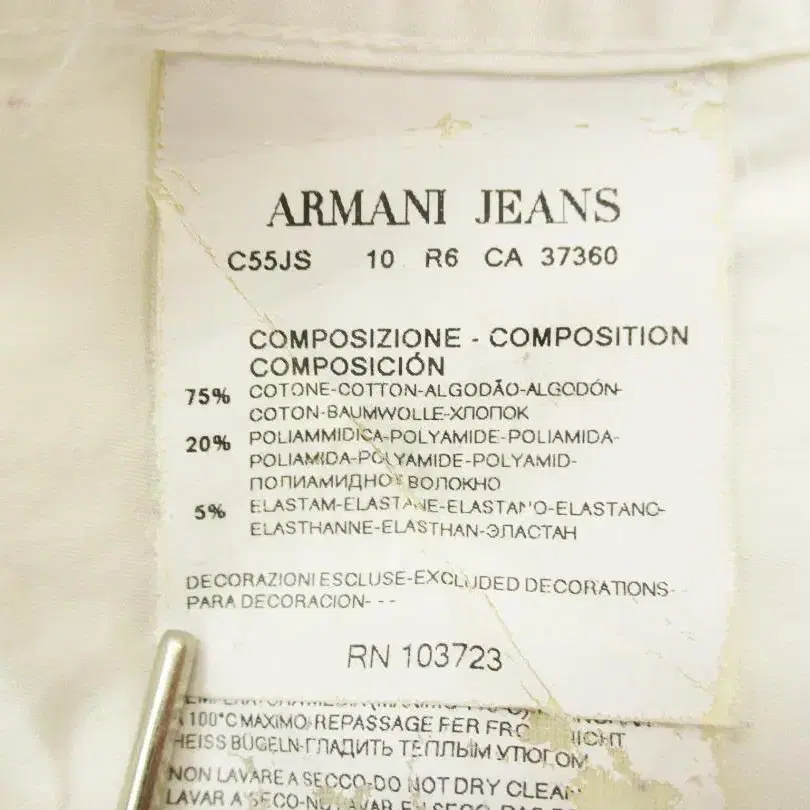 ARMANI JEANS
C55JS 10 R6 CA 37360
COMPOSIZIONE - COMPOSITION
COMPOSICIÓN
75% COTONE-COTTON-ALGODÃO-ALGODÓN-
COTON-BAUMWOLLE-ХЛОПОК
20% POLIAMMIDICA-POLYAMIDE-POLIAMIDA-
POLIAMIDA-POLYAMIDE-POLYAMID-
ПОЛИАМИДНОЕ ВОЛОКНО
5% ELASTAM-ELASTANE-ELASTANO-ELASTANO-
ELASTHANNE-ELASTHAN-ЭЛАСТАН
DECORAZIONI ESCLUSE-EXCLUDED DECORATIONS-
PARA DECORACION- - -
RN 103723
100°C MAXIMO-REPASSAGE FER
HEISS BÜGELN-ГЛАДИТЬ ТЕПЛЫМ УТЮГОМ
NON LAVARE A SECCO-DO NOT DRY CLEAN-
LAVAR A SECO-